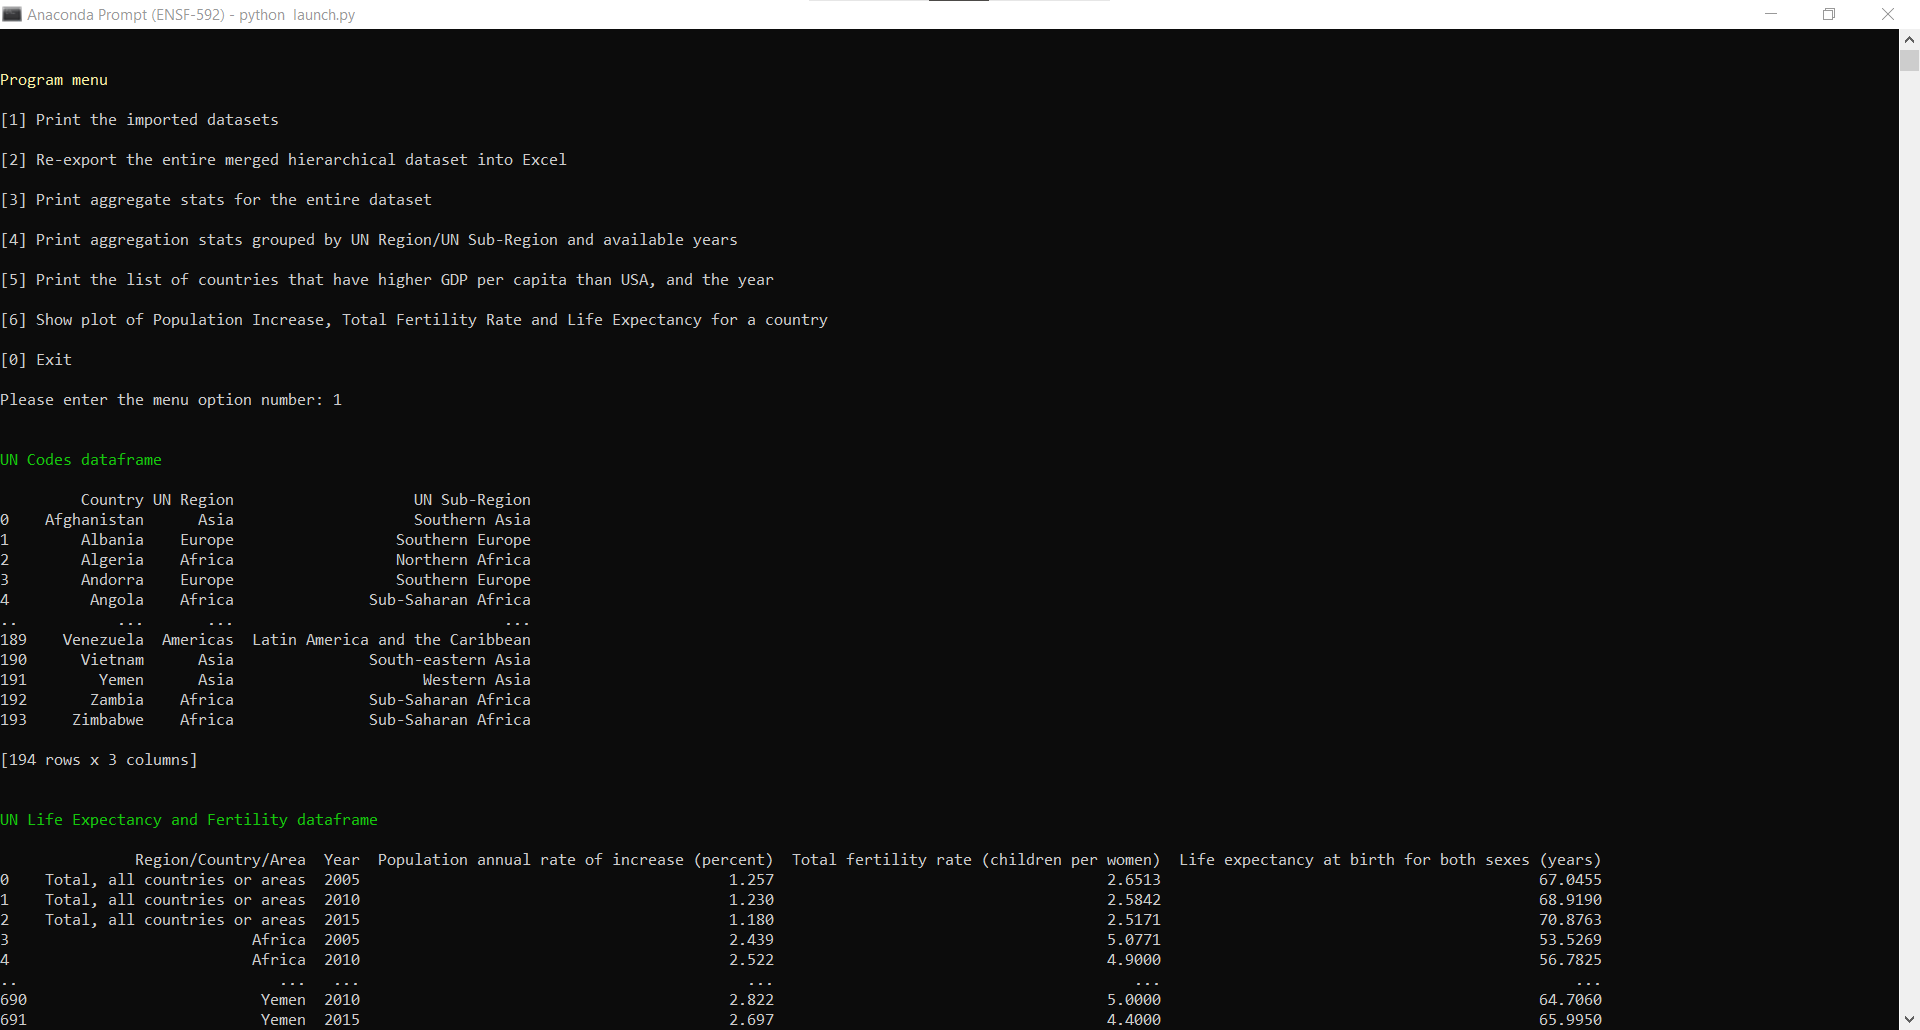 Anaconda Prompt (ENSF-592) - python  launch.py
Program menu
[1] Print the imported datasets
[2] Re-export the entire merged hierarchical dataset into Excel
[3] Print aggregate stats for the entire dataset
[4] Print aggregation stats grouped by UN Region/UN Sub-Region and available years
[5] Print the list of countries that have higher GDP per capita than USA, and the year
[6] Show plot of Population Increase, Total Fertility Rate and Life Expectancy for a country
[0] Exit
Please enter the menu option number: 1
UN Codes dataframe
Country UN Region UN Sub-Region
0 Afghanistan Asia Southern Asia
1 Albania Europe Southern Europe
2 Algeria Africa Northern Africa
3 Andorra Europe Southern Europe
4 Angola Africa Sub-Saharan Africa
.. ... ... ...
189 Venezuela Americas Latin America and the Caribbean
190 Vietnam Asia South-eastern Asia
191 Yemen Asia Western Asia
192 Zambia Africa Sub-Saharan Africa
193 Zimbabwe Africa Sub-Saharan Africa
[194 rows x 3 columns]
UN Life Expectancy and Fertility dataframe
Region/Country/Area Year Population annual rate of increase (percent) Total fertility rate (children per women) Life expectancy at birth for both sexes (years)
0 Total, all countries or areas 2005 1.257 2.6513 67.0455
1 Total, all countries or areas 2010 1.230 2.5842 68.9190
2 Total, all countries or areas 2015 1.180 2.5171 70.8763
3 Africa 2005 2.439 5.0771 53.5269
4 Africa 2010 2.522 4.9000 56.7825
.. ... ... ... ... ...
690 Yemen 2010 2.822 5.0000 64.7060
691 Yemen 2015 2.697 4.4000 65.9950